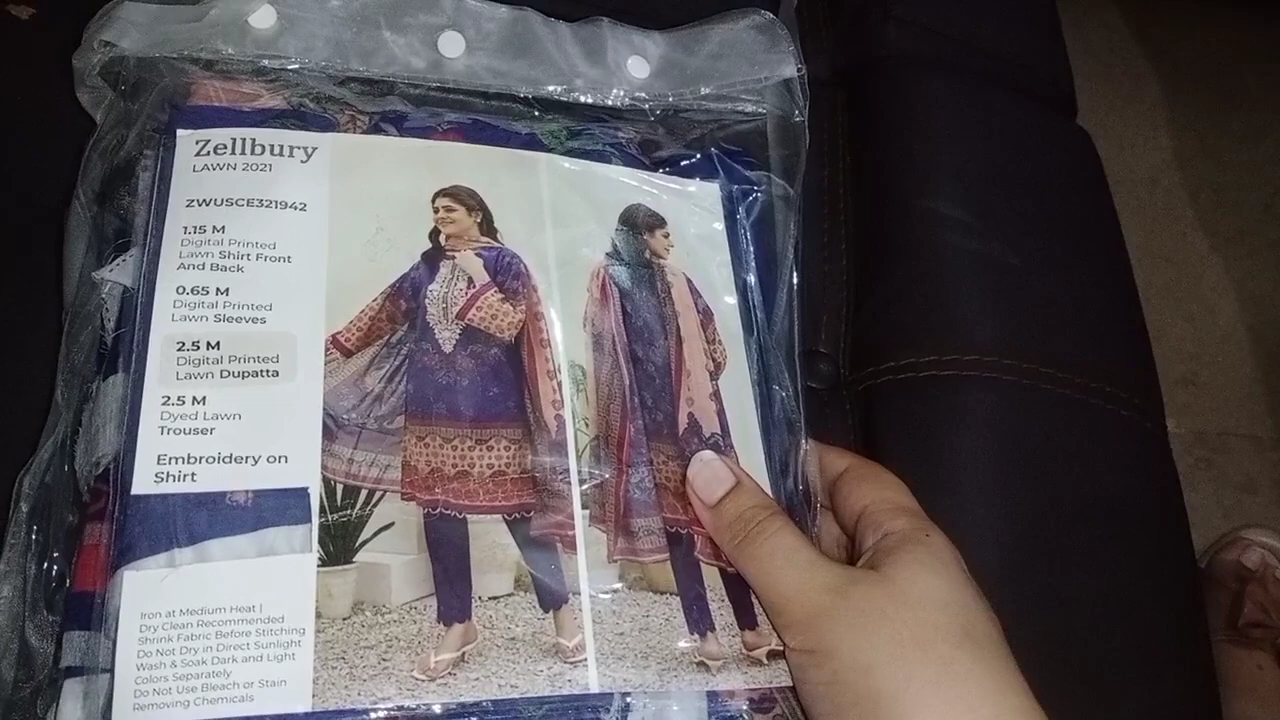 Zellbury
LAWN 2021
ZWUSCE321942
1.15 M
Digital Printed
Lawn Shirt Front
And Back
0.65 M
Digital Printed
Lawn Sleeves
2.5 M
Digital Printed
Lawn Dupatta
2.5 M
Dyed Lawn
Trouser
Embroidery on
Shirt
Iron at Medium Heat |
Dry Clean Recommended
Shrink Fabric Before Stitching
Do Not Dry in Direct Sunlight
Wash & Soak Dark and Light
Colors Separately
Do Not Use Bleach or Stain
Removing Chemicals